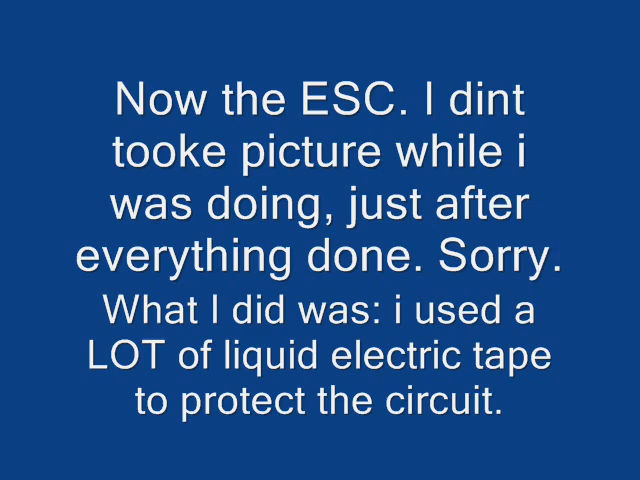 Now the ESC. I dint
tooke picture while i
was doing, just after
everything done. Sorry.
What I did was: i used a
LOT of liquid electric tape
to protect the circuit.